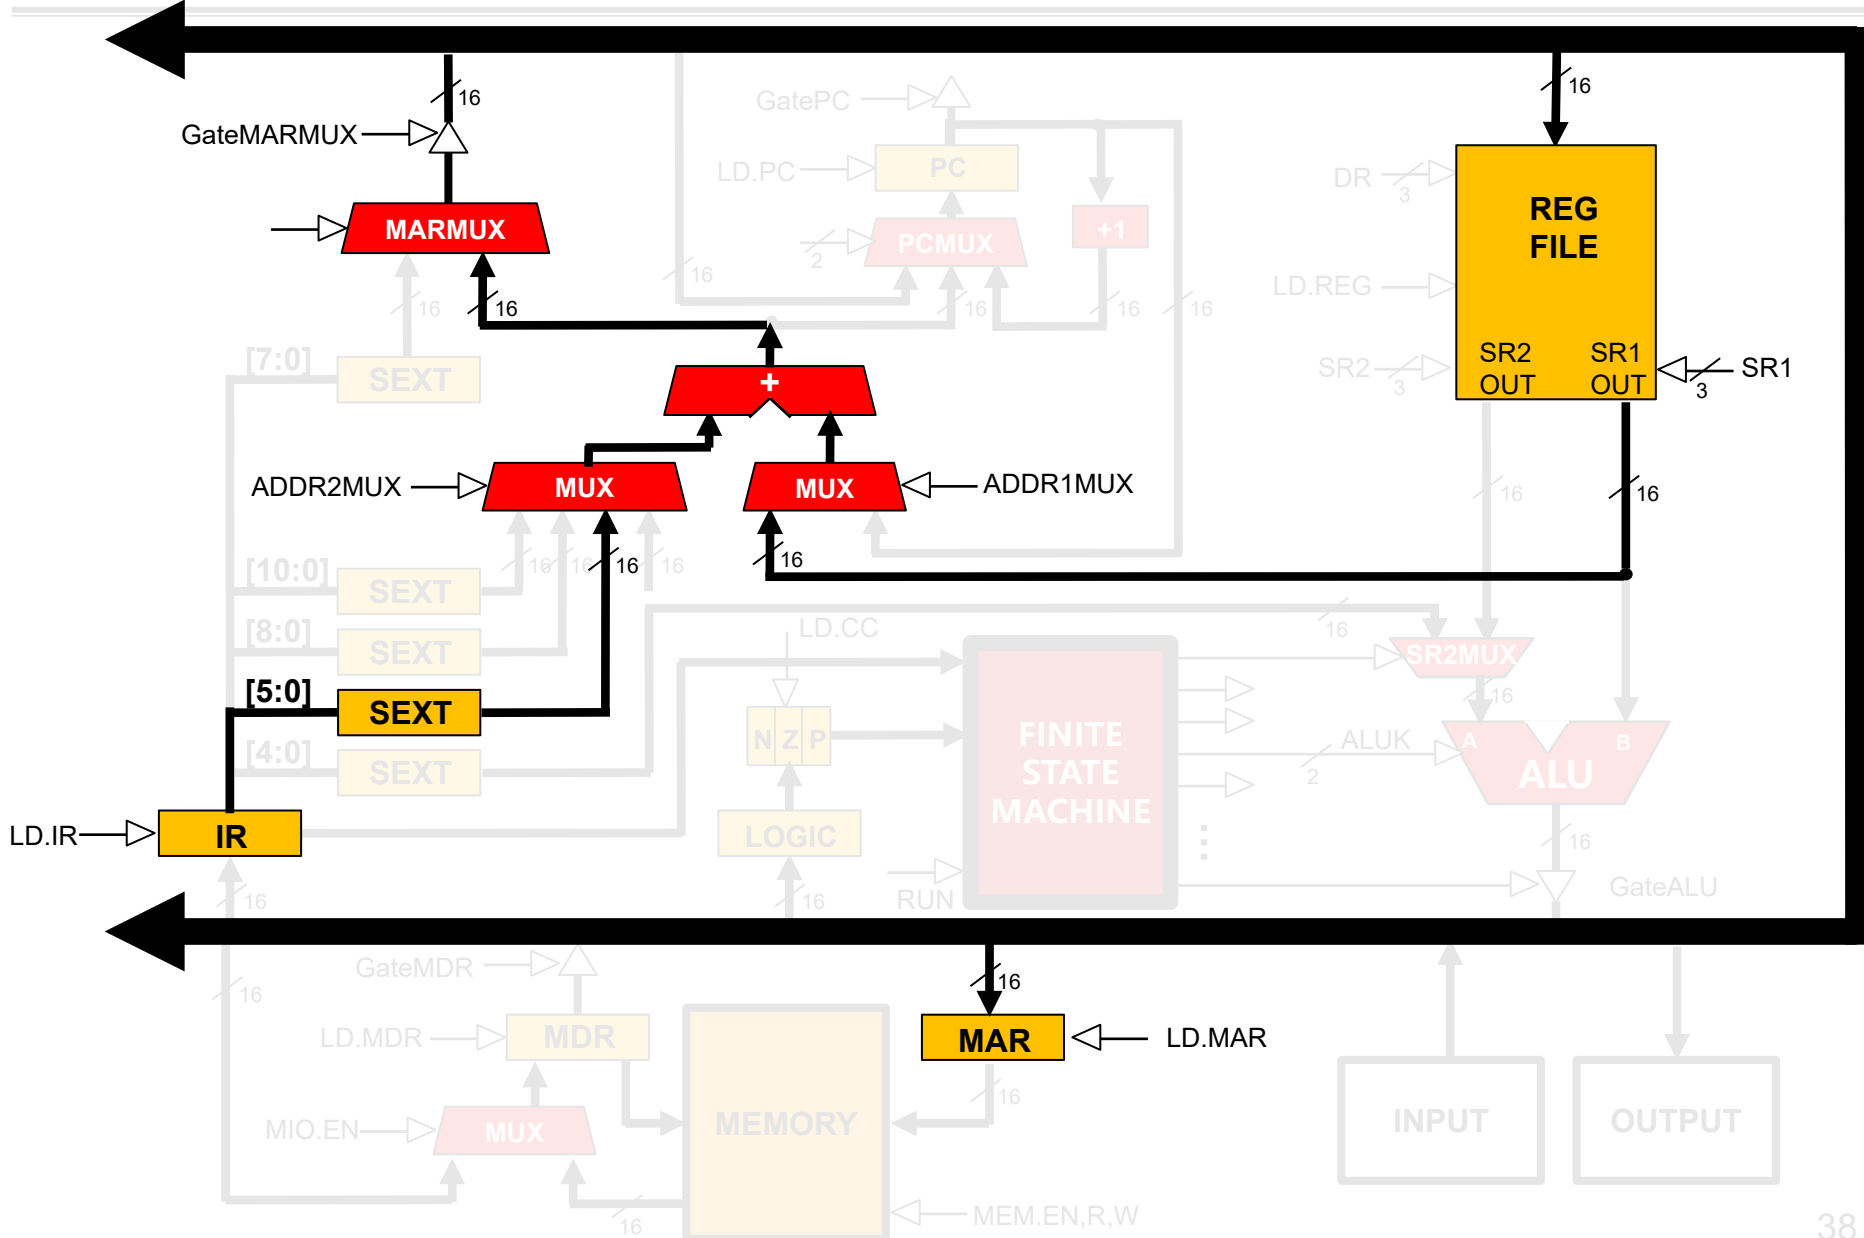 16
16
GatePC
GateMARMUX
LD.PC
PC
DR
3
REG
FILE
MARMUX
2
PCMUX
+1
16
LD.REG
16
16
16
16
16
[7:0]
SEXT
+
SR2
3
SR2
OUT
SR1
OUT
3
SR1
ADDR2MUX
MUX
MUX
ADDR1MUX
16
16
16
16
16
16
16
[10:0]
SEXT
[8:0]
SEXT
LD.CC
16
SR2MUX
[5:0]
SEXT
16
N Z P
FINITE
STATE
MACHINE
ALUK
2
A
B
ALU
[4:0]
SEXT
LD.IR
IR
LOGIC
16
16
16
RUN
GateALU
GateMDR
16
16
LD.MDR
MDR
MAR
LD.MAR
16
MIO.EN
MUX
MEMORY
INPUT
OUTPUT
16
MEM.EN,R,W
38